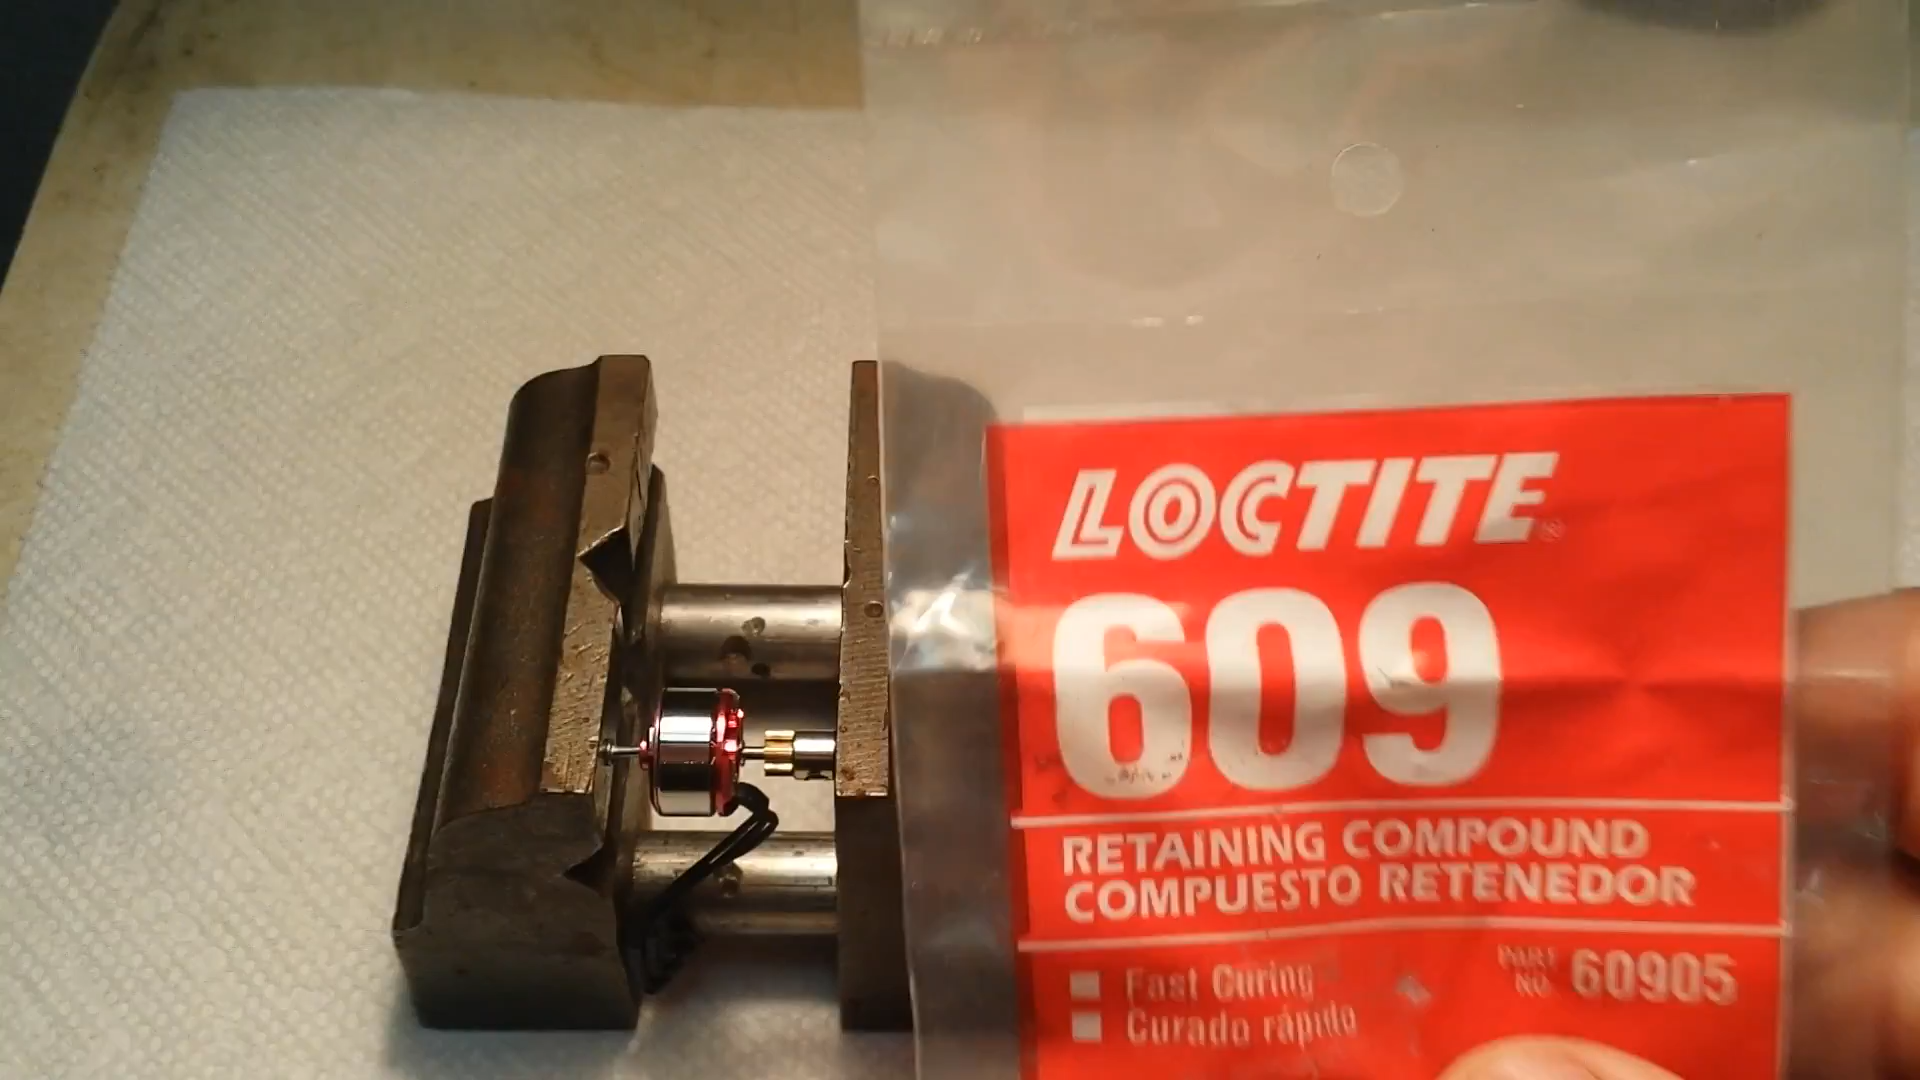 LOCTITE®
609
RETAINING COMPOUND
COMPUESTO RETENEDOR
Fast Curing
Curado rápido
PART NO. 60905